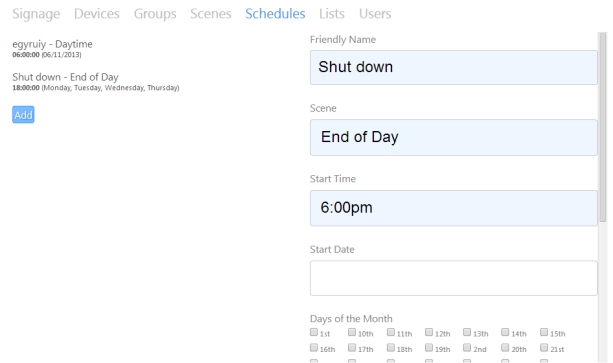 Signage Devices Groups Scenes Schedules Lists Users
egyruiy - Daytime
06:00:00 (06/11/2013)
Shut down - End of Day
18:00:00 (Monday, Tuesday, Wednesday, Thursday)
Add
Friendly Name
Shut down
Scene
End of Day
Start Time
6:00pm
Start Date
Days of the Month
1st 10th 11th 12th 13th 14th 15th
16th 17th 18th 19th 2nd 20th 21st